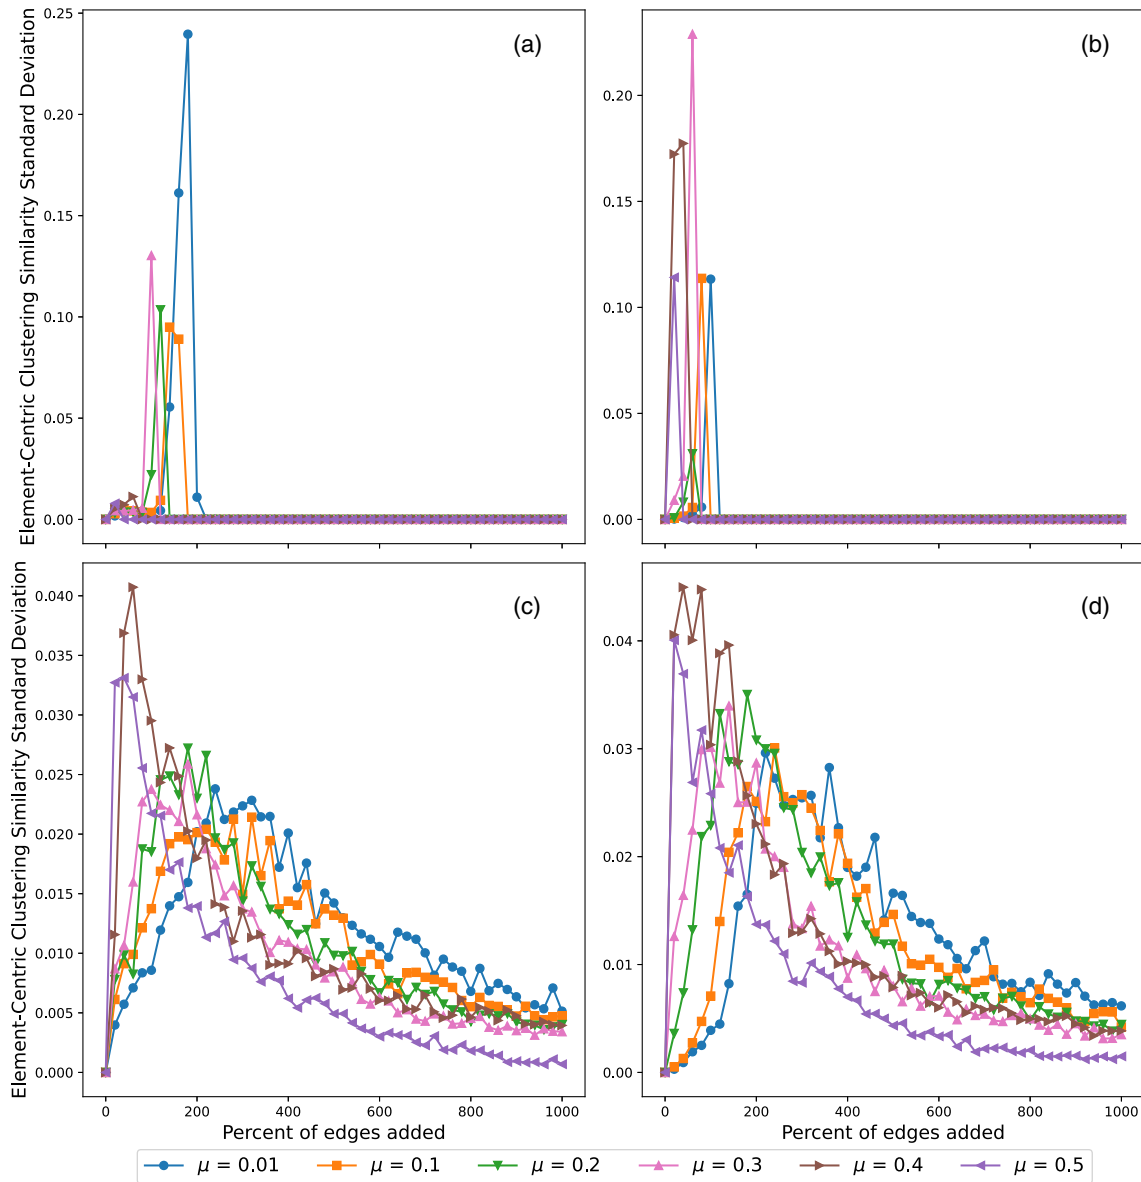 (a)
(b)
Element-Centric Clustering Similarity Standard Deviation
0.25
0.20
0.15
0.10
0.05
0.00
0.20
0.15
0.10
0.05
0.00
(c)
(d)
Element-Centric Clustering Similarity Standard Deviation
0.040
0.035
0.030
0.025
0.020
0.015
0.010
0.005
0.000
0.04
0.03
0.02
0.01
0.00
0 200 400 600 800 1000
0 200 400 600 800 1000
Percent of edges added
Percent of edges added
μ = 0.01 μ = 0.1 μ = 0.2 μ = 0.3 μ = 0.4 μ = 0.5